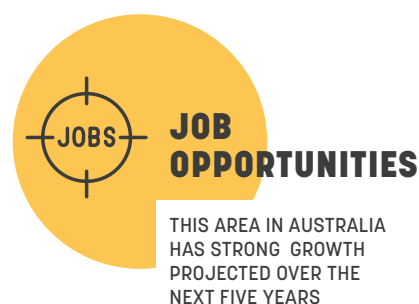 JOBS
JOB
OPPORTUNITIES
THIS AREA IN AUSTRALIA
HAS STRONG GROWTH
PROJECTED OVER THE
NEXT FIVE YEARS